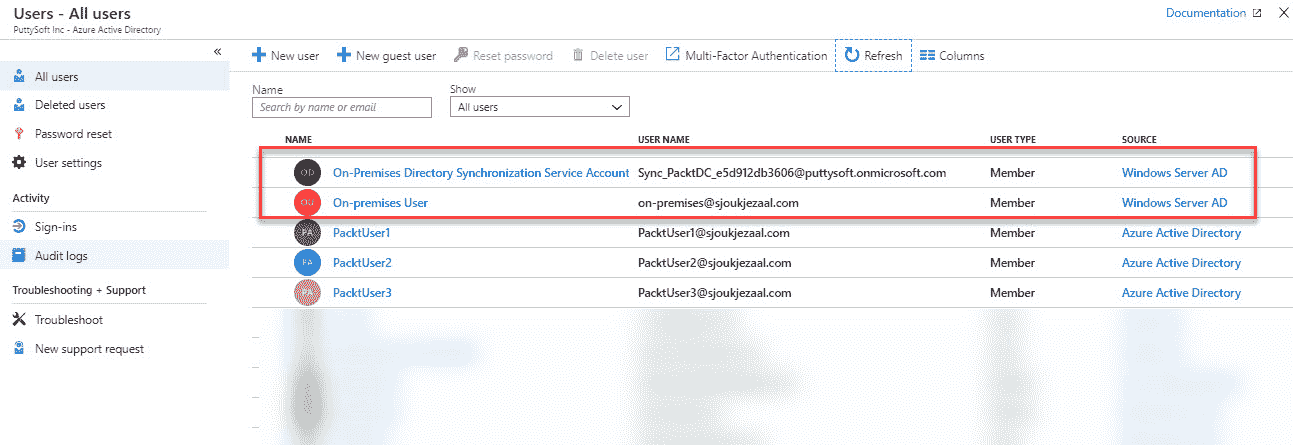 Users - All users
PuttySoft Inc - Azure Active Directory
Documentation
«
All users
Deleted users
Password reset
User settings
Activity
Sign-ins
Audit logs
Troubleshooting + Support
Troubleshoot
New support request
New user New guest user Reset password Delete user Multi-Factor Authentication Refresh Columns
Name Show
Search by name or email All users
NAME USER NAME USER TYPE SOURCE
OD On-Premises Directory Synchronization Service Account Sync_PacktDC_e5d912db3606@puttysoft.onmicrosoft.com Member Windows Server AD
OU On-premises User on-premises@sjoukjezaal.com Member Windows Server AD
PA PacktUser1 PacktUser1@sjoukjezaal.com Member Azure Active Directory
PA PacktUser2 PacktUser2@sjoukjezaal.com Member Azure Active Directory
PacktUser3 PacktUser3@sjoukjezaal.com Member Azure Active Directory